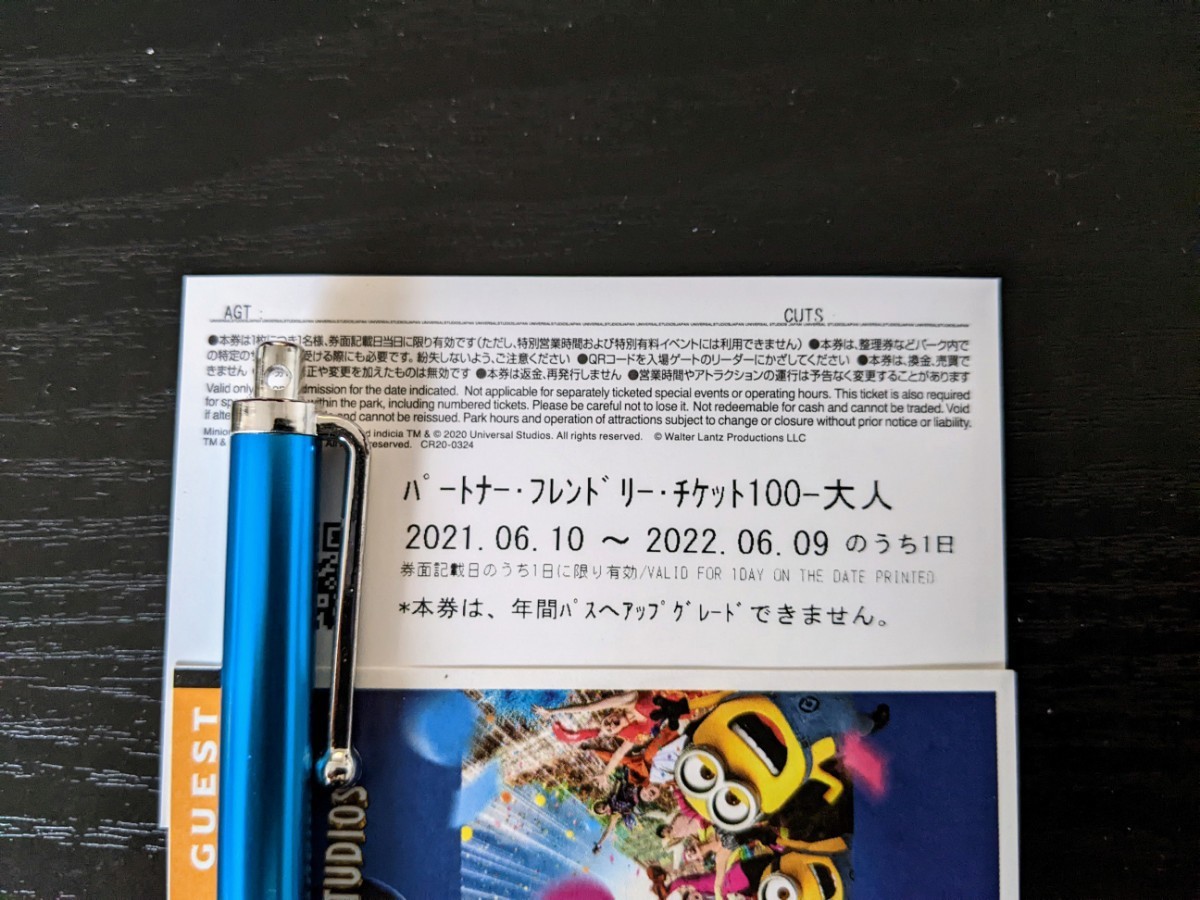 AGT : CUTS
●本券は1枚につき1名様、券面記載日当日に限り有効です(ただし、特別営業時間および特別有料イベントには利用できません) ●本券は、整理券などパーク内で
の特定の 受ける際にも必要です。紛失しないよう、ご注意ください ●QRコードを入場ゲートのリーダーにかざしてください ●本券は、換金、売買で
きません 正や変更を加えたものは無効です ●本券は返金、再発行しません ●営業時間やアトラクションの運行は予告なく変更することがあります
Valid only mission for the date indicated. Not applicable for separately ticketed special events or operating hours. This ticket is also required
for within the park, including numbered tickets. Please be careful not to lose it. Not redeemable for cash and cannot be traded. Void
if and cannot be reissued. Park hours and operation of attractions subject to change or closure without prior notice or liability.
indicia TM & © 2020 Universal Studios. All rights reserved. © Walter Lantz Productions LLC
TM & © rights reserved. CR20-0324
パートナー・フレンドリー・チケット100-大人
2021.06.10 ～ 2022.06.09 のうち1日
券面記載日のうち1日に限り有効/VALID FOR 1DAY ON THE DATE PRINTED
*本券は、年間パスへアップグレードできません。
GUEST
TUDIOS